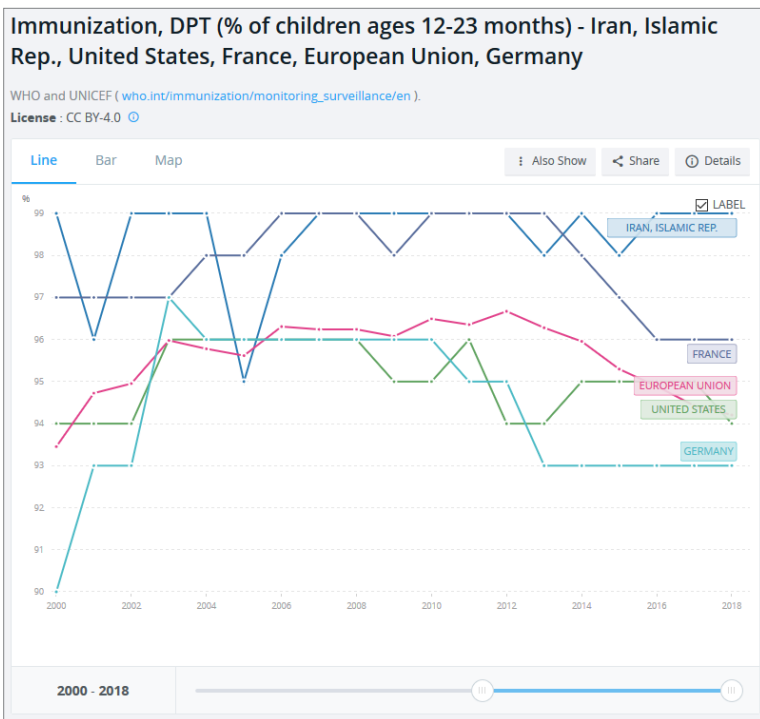 Immunization, DPT (% of children ages 12-23 months) - Iran, Islamic
Rep., United States, France, European Union, Germany
WHO and UNICEF ( who.int/immunization/monitoring_surveillance/en ).
License : CC BY-4.0
Line Bar Map Also Show Share Details
%
LABEL
99
IRAN, ISLAMIC REP.
98
97
96
FRANCE
95
EUROPEAN UNION
UNITED STATES
94
GERMANY
93
92
91
90
2000 2002 2004 2006 2008 2010 2012 2014 2016 2018
2000 - 2018